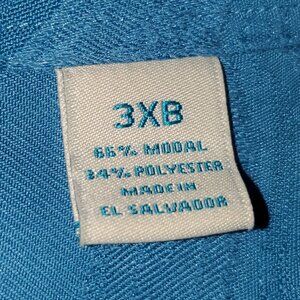 3XB
66% MODAL
34% POLYESTER
MADE IN
EL SALVADOR